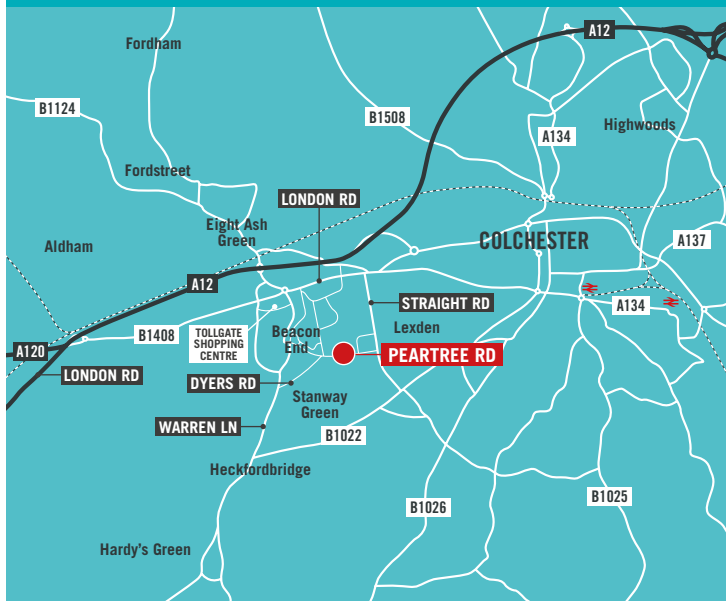 A12
Fordham
B1124
B1508
Highwoods
A134
Fordstreet
LONDON RD
Eight Ash
Green
COLCHESTER
A137
Aldham
A12
STRAIGHT RD
A134
B1408
TOLLGATE
SHOPPING
CENTRE
Beacon
End
Lexden
A120
PEARTREE RD
LONDON RD
DYERS RD
Stanway
Green
WARREN LN
B1022
Heckfordbridge
B1025
B1026
Hardy's Green